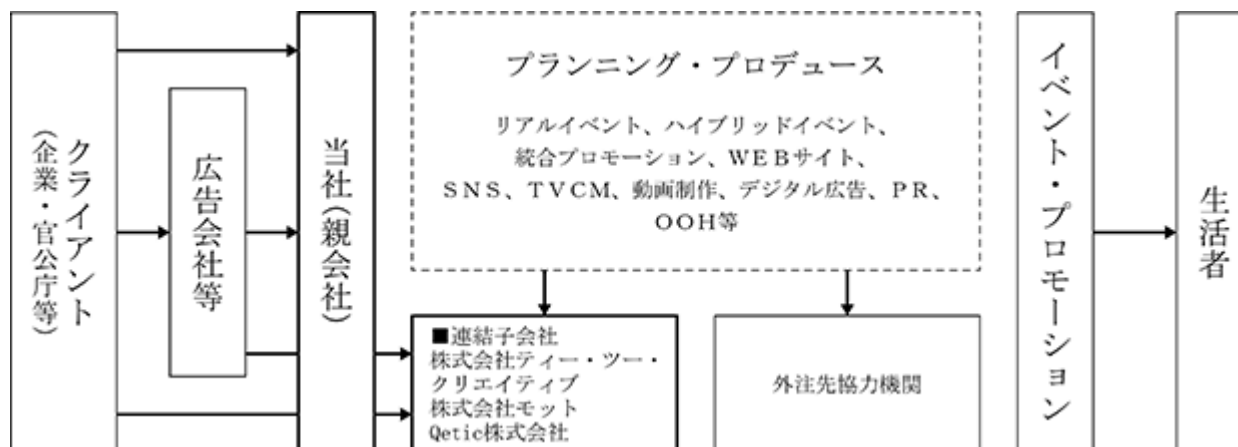 クライアント
(企業・官公庁等)
広告会社等
当社(親会社)
プランニング・プロデュース
リアルイベント、ハイブリッドイベント、
統合プロモーション、WEBサイト、
SNS、TVCM、動画制作、デジタル広告、PR、
OOH等
■連結子会社
株式会社ティー・ツー・
クリエイティブ
株式会社モット
Qetic株式会社
外注先協力機関
イベント・プロモーション
生活者